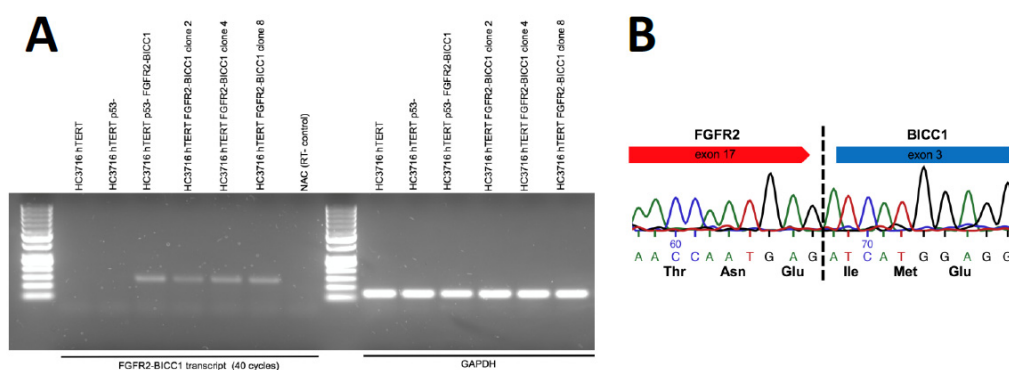 A
HC3716 hTERT
HC3716 hTERT p53-
HC3716 hTERT p53- FGFR2-BICC1
HC3716 hTERT FGFR2-BICC1 clone 2
HC3716 hTERT FGFR2-BICC1 clone 4
HC3716 hTERT FGFR2-BICC1 clone 8
NAC (RT- control)
HC3716 hTERT
HC3716 hTERT p53-
HC3716 hTERT p53- FGFR2-BICC1
HC3716 hTERT FGFR2-BICC1 clone 2
HC3716 hTERT FGFR2-BICC1 clone 4
HC3716 hTERT FGFR2-BICC1 clone 8
FGFR2-BICC1 transcript (40 cycles)
GAPDH
B
FGFR2 BICC1
exon 17 exon 3
60 70
A A C C A A T G A G A T C A T G G A G G
Thr Asn Glu Ile Met Glu